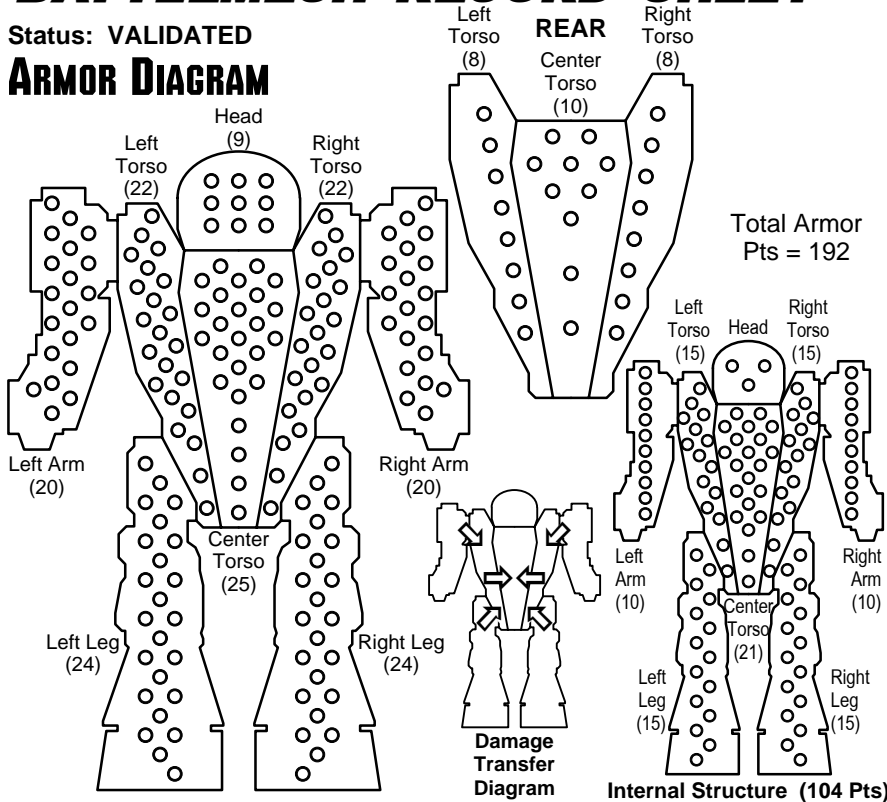 BATTLEMECH RECORD SHEET
Status: VALIDATED
ARMOR DIAGRAM
Head
(9)
Left
Torso
(22)
Right
Torso
(22)
Left Arm
(20)
Right Arm
(20)
Center
Torso
(25)
Left Leg
(24)
Right Leg
(24)
Left
Torso
(8)
REAR
Center
Torso
(10)
Right
Torso
(8)
Total Armor
Pts = 192
Left
Torso
(15)
Head
Right
Torso
(15)
Left
Arm
(10)
Right
Arm
(10)
Center
Torso
(21)
Left
Leg
(15)
Right
Leg
(15)
Damage
Transfer
Diagram
Internal Structure (104 Pts)